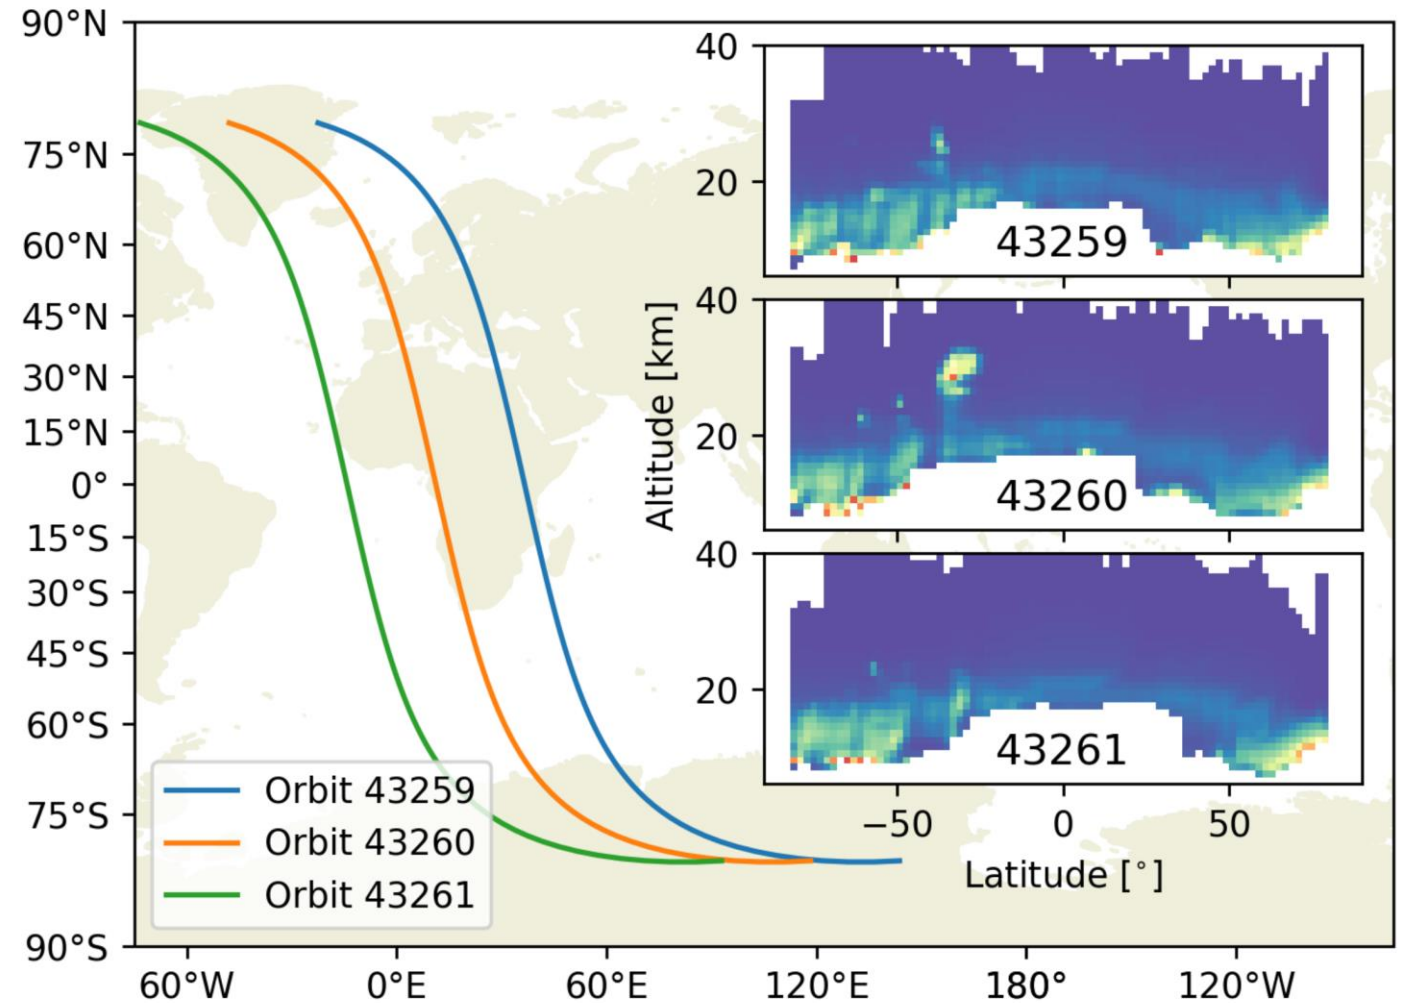 90°N
75°N
60°N
45°N
30°N
15°N
0°
15°S
30°S
45°S
60°S
75°S
90°S
60°W
0°E
60°E
120°E
180°
120°W
Orbit 43259
Orbit 43260
Orbit 43261
Altitude [km]
40
20
43259
40
20
43260
40
20
43261
−50
0
50
Latitude [°]